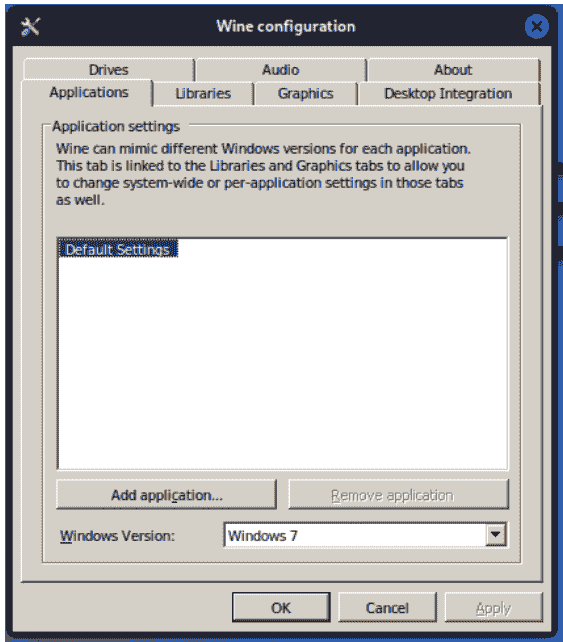 Wine configuration
Drives
Audio
About
Applications
Libraries
Graphics
Desktop Integration
Application settings
Wine can mimic different Windows versions for each application.
This tab is linked to the Libraries and Graphics tabs to allow you
to change system-wide or per-application settings in those tabs
as well.
Default Settings
Add application...
Remove application
Windows Version:
Windows 7
OK
Cancel
Apply